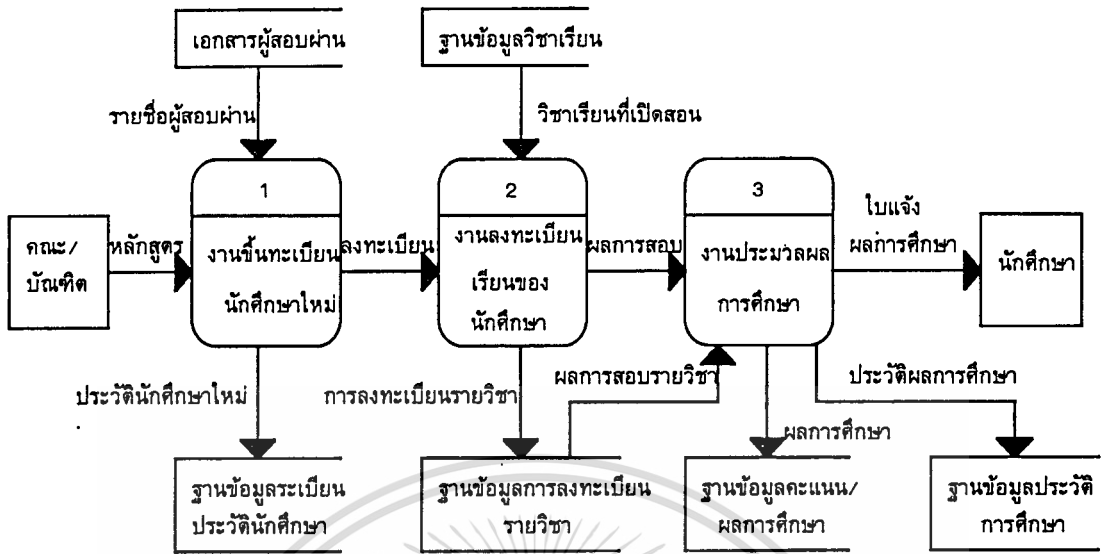 เอกสารผู้สอบผ่าน
ฐานข้อมูลวิชาเรียน
รายชื่อผู้สอบผ่าน
วิชาเรียนที่เปิดสอน
คณะ/
บัณฑิต
หลักสูตร
1
งานขึ้นทะเบียน
นักศึกษาใหม่
ลงทะเบียน
2
งานลงทะเบียน
เรียนของ
นักศึกษา
ผลการสอบ
3
งานประมวลผล
การศึกษา
ใบแจ้ง
ผลการศึกษา
นักศึกษา
ประวัตินักศึกษาใหม่
การลงทะเบียนรายวิชา
ผลการสอบรายวิชา
ผลการศึกษา
ประวัติผลการศึกษา
ฐานข้อมูลระเบียน
ประวัตินักศึกษา
ฐานข้อมูลการลงทะเบียน
รายวิชา
ฐานข้อมูลคะแนน/
ผลการศึกษา
ฐานข้อมูลประวัติ
การศึกษา